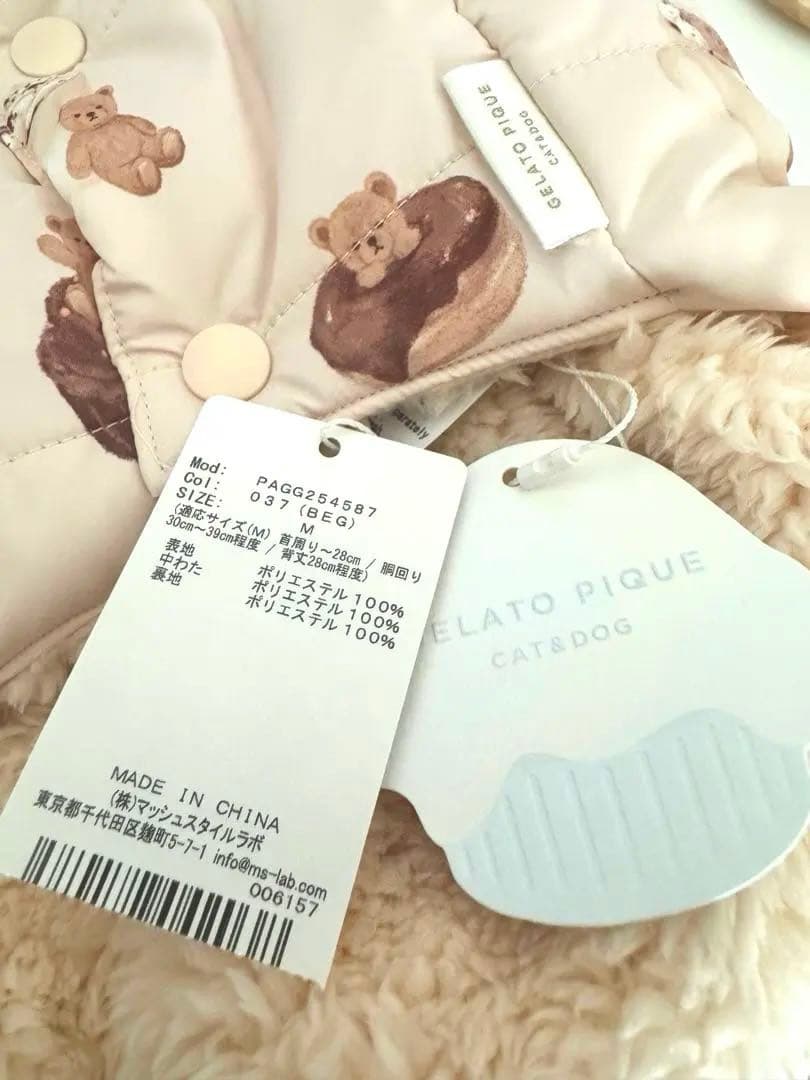 GELATO PIQUE
CAT&DOG
parately
Mod: PAGG254587
Col: 037 (BEG)
SIZE: M
(適応サイズ(M) 首周り〜28cm / 胴回り
30cm〜39cm程度 / 背丈28cm程度)
表地 ポリエステル100%
中わた ポリエステル100%
裏地 ポリエステル100%
MADE IN CHINA
(株)マッシュスタイルラボ
東京都千代田区麹町5-7-1 info@ms-lab.com
006157
ELATO PIQUE
CAT&DOG